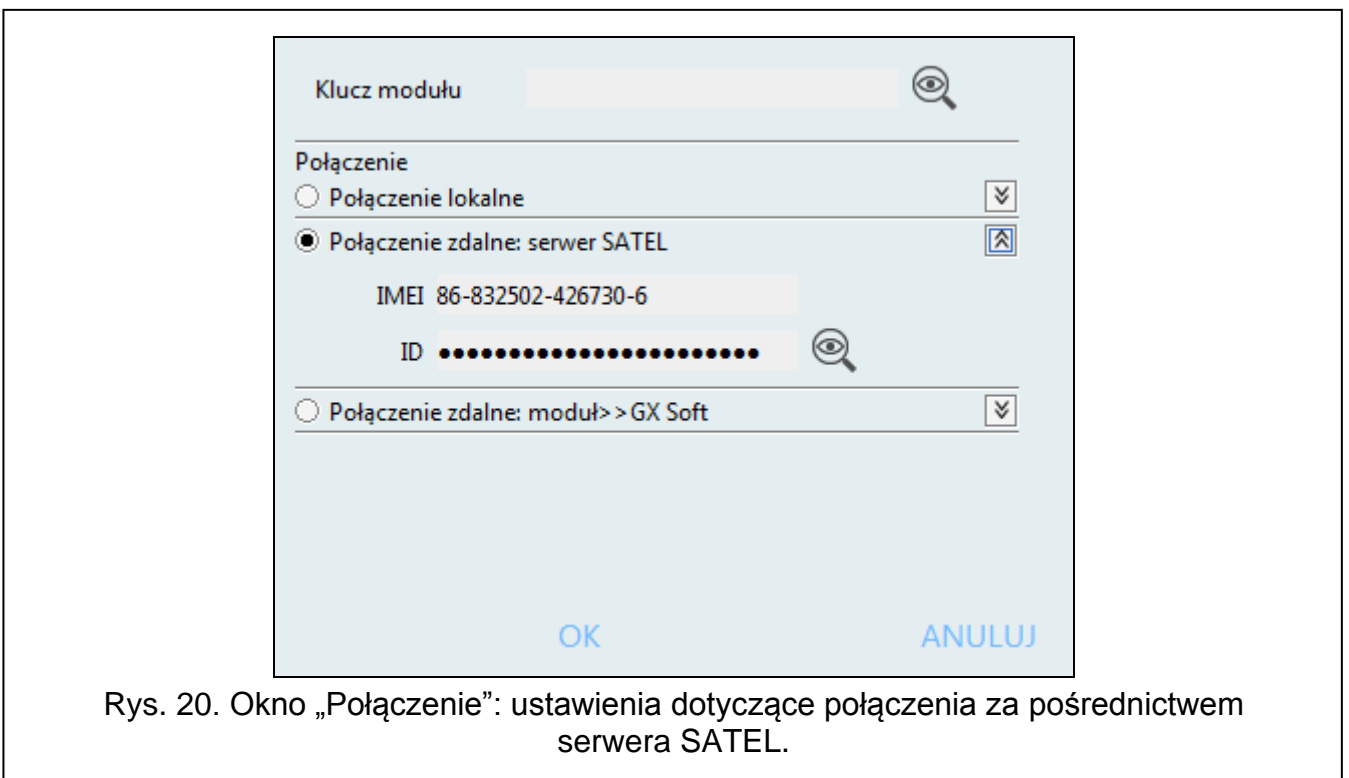 Klucz modułu
Połączenie
Połączenie lokalne
Połączenie zdalne: serwer SATEL
IMEI 86-832502-426730-6
ID ●●●●●●●●●●●●●●●●●●●●●●●
Połączenie zdalne: moduł>>GX Soft
OK ANULUJ
Rys. 20. Okno „Połączenie”: ustawienia dotyczące połączenia za pośrednictwem
serwera SATEL.